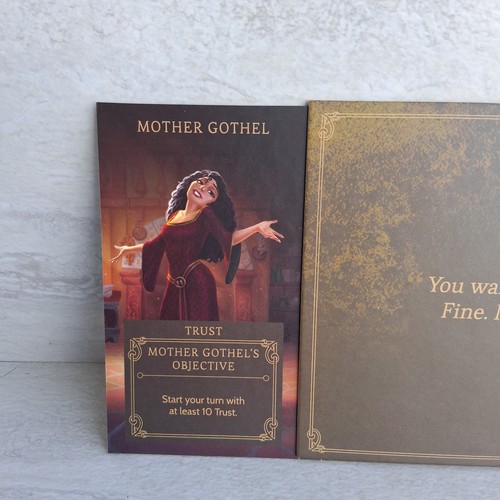 MOTHER GOTHEL
TRUST
MOTHER GOTHEL'S
OBJECTIVE
Start your turn with
at least 10 Trust.
You wa
Fine.